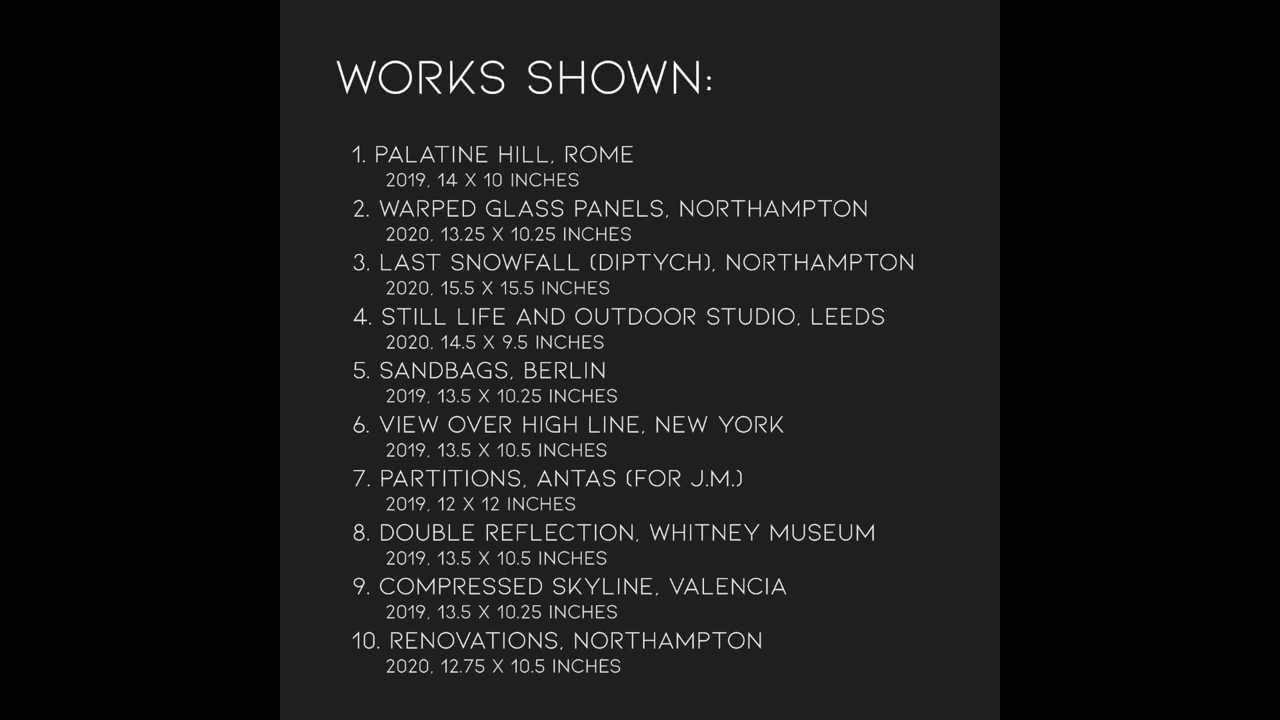 WORKS SHOWN:
1. PALATINE HILL, ROME
2019, 14 X 10 INCHES
2. WARPED GLASS PANELS, NORTHAMPTON
2020, 13.25 X 10.25 INCHES
3. LAST SNOWFALL (DIPTYCH), NORTHAMPTON
2020, 15.5 X 15.5 INCHES
4. STILL LIFE AND OUTDOOR STUDIO, LEEDS
2020, 14.5 X 9.5 INCHES
5. SANDBAGS, BERLIN
2019, 13.5 X 10.25 INCHES
6. VIEW OVER HIGH LINE, NEW YORK
2019, 13.5 X 10.5 INCHES
7. PARTITIONS, ANTAS (FOR J.M.)
2019, 12 X 12 INCHES
8. DOUBLE REFLECTION, WHITNEY MUSEUM
2019, 13.5 X 10.5 INCHES
9. COMPRESSED SKYLINE, VALENCIA
2019, 13.5 X 10.25 INCHES
10. RENOVATIONS, NORTHAMPTON
2020, 12.75 X 10.5 INCHES